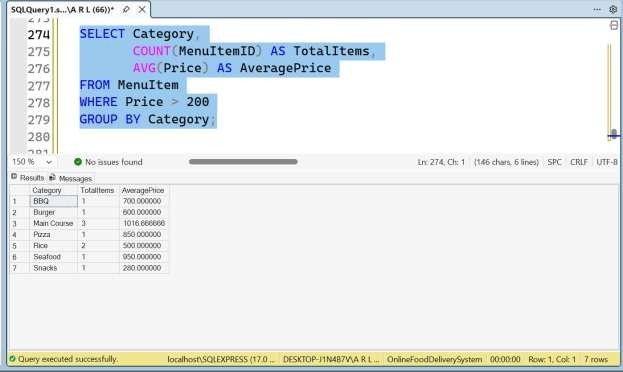 SQLQuery1.s...\A R L (66))*
273
274 SELECT Category,
275 COUNT(MenuItemID) AS TotalItems,
276 AVG(Price) AS AveragePrice
277 FROM MenuItem
278 WHERE Price > 200
279 GROUP BY Category;
280
281
150 % No issues found Ln: 274, Ch: 1 (146 chars, 6 lines) SPC CRLF UTF-8
Results Messages
Category TotalItems AveragePrice
1 BBQ 1 700.000000
2 Burger 1 600.000000
3 Main Course 3 1016.666666
4 Pizza 1 850.000000
5 Rice 2 500.000000
6 Seafood 1 950.000000
7 Snacks 1 280.000000
Query executed successfully. localhost\SQLEXPRESS (17.0 ... DESKTOP-J1N4B7V\A R L ... OnlineFoodDeliverySystem 00:00:00 Row: 1, Col: 1 7 rows